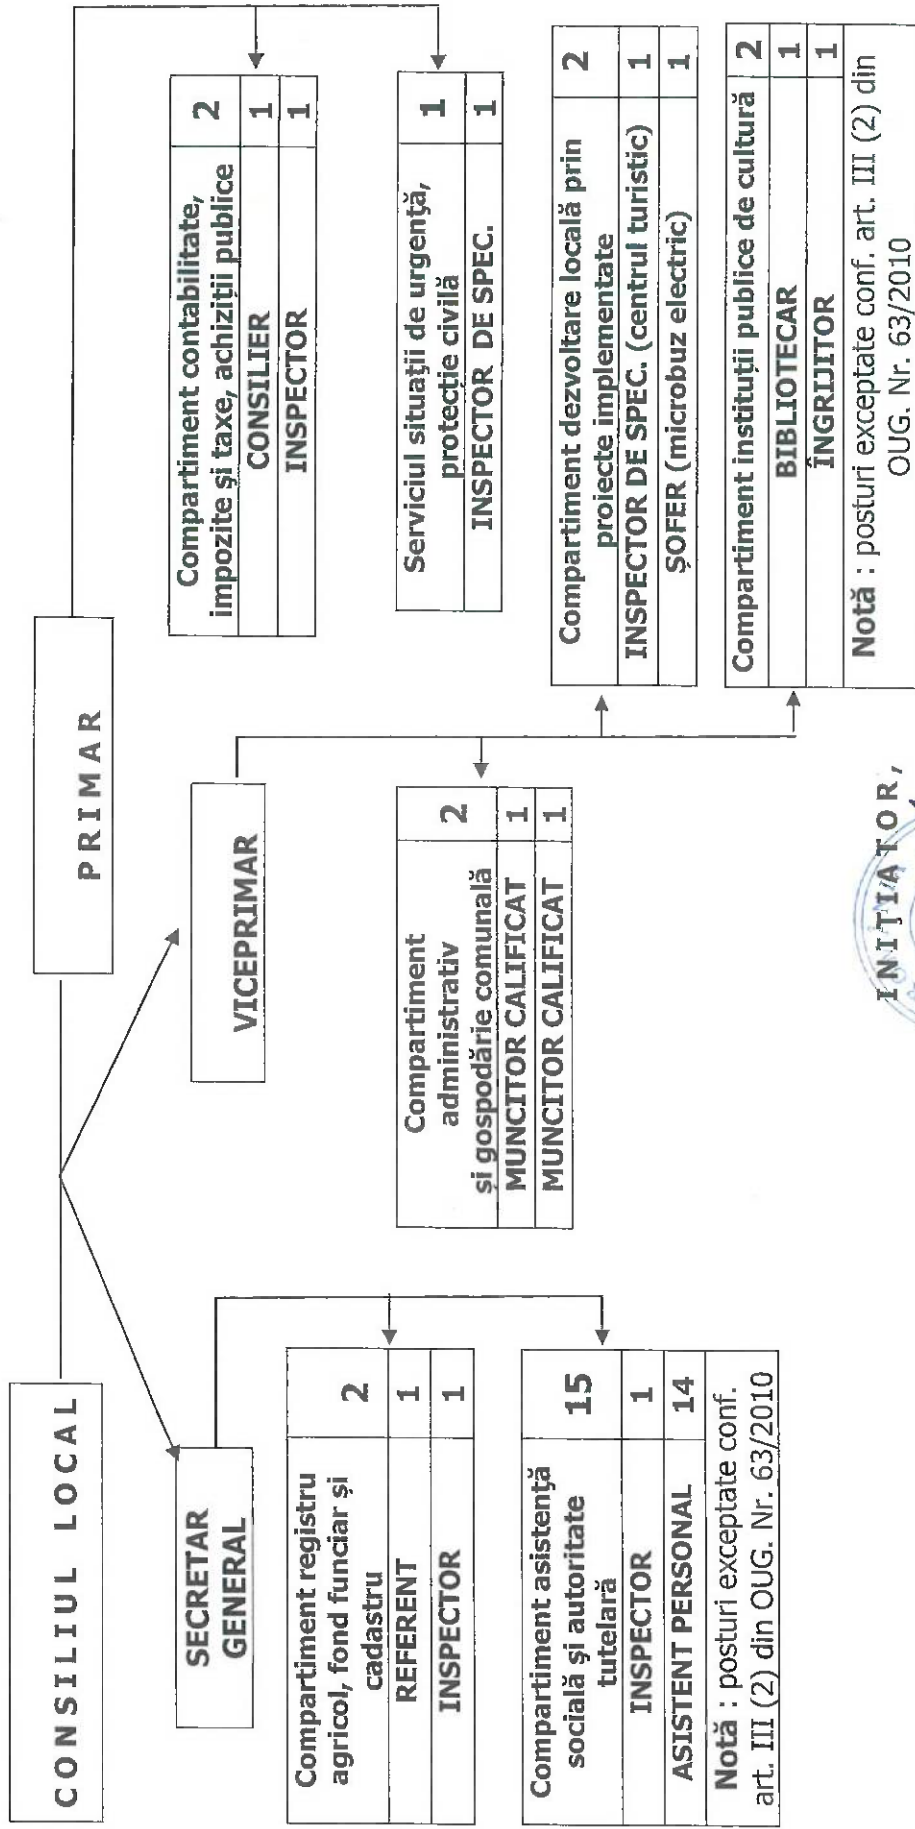 CONSILIUL LOCAL
PRIMAR
SECRETAR
GENERAL
VICEPRIMAR
Compartiment registru
agricol, fond funciar și
cadastru
2
REFERENT 1
INSPECTOR 1
Compartiment asistență
socială și autoritate
tutelară
15
INSPECTOR 1
ASISTENT PERSONAL 14
Notă : posturi exceptate conf.
art. III (2) din OUG. Nr. 63/2010
Compartiment
administrativ
și gospodărie comunală
2
MUNCITOR CALIFICAT 1
MUNCITOR CALIFICAT 1
Compartiment contabilitate,
impozite și taxe, achiziții publice
2
CONSILIER 1
INSPECTOR 1
Serviciul situații de urgență,
protecție civilă
1
INSPECTOR DE SPEC. 1
Compartiment dezvoltare locală prin
proiecte implementate
2
INSPECTOR DE SPEC. (centrul turistic) 1
ȘOFER (microbuz electric) 1
Compartiment instituții publice de cultură 2
BIBLIOTECAR 1
ÎNGRIJITOR 1
Notă : posturi exceptate conf. art. III (2) din
OUG. Nr. 63/2010
INIȚIATOR,